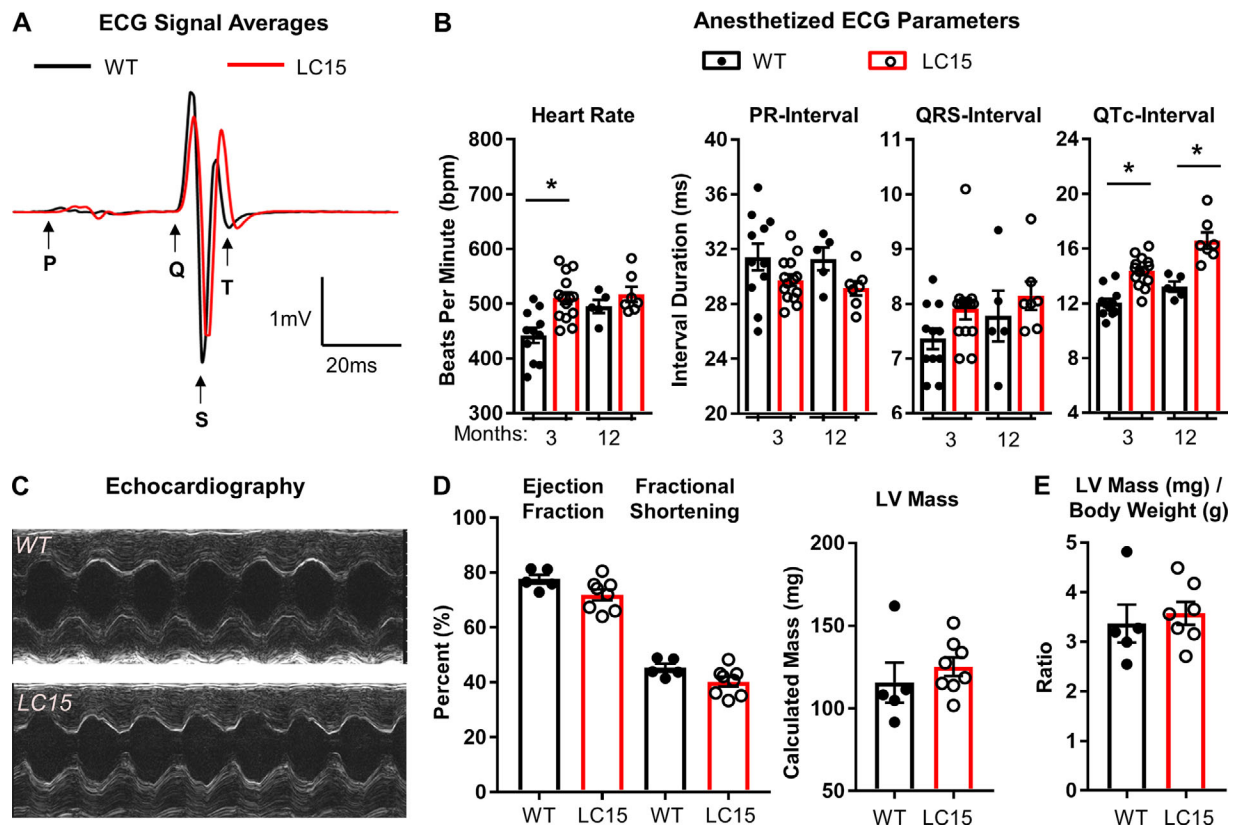 A ECG Signal Averages
WT LC15
P
Q
S
T
1mV
20ms
B Anesthetized ECG Parameters
WT LC15
Heart Rate
Beats Per Minute (bpm)
800
700
600
500
400
300
*
Months: 3 12
PR-Interval
Interval Duration (ms)
40
36
32
28
24
20
3 12
QRS-Interval
11
10
9
8
7
6
3 12
QTc-Interval
24
20
16
12
8
4
* *
3 12
C Echocardiography
WT
LC15
D
Ejection Fractional
Fraction Shortening
Percent (%)
100
80
60
40
20
0
WT LC15 WT LC15
LV Mass
Calculated Mass (mg)
200
150
100
50
WT LC15
E LV Mass (mg) /
Body Weight (g)
Ratio
5
4
3
2
1
0
WT LC15